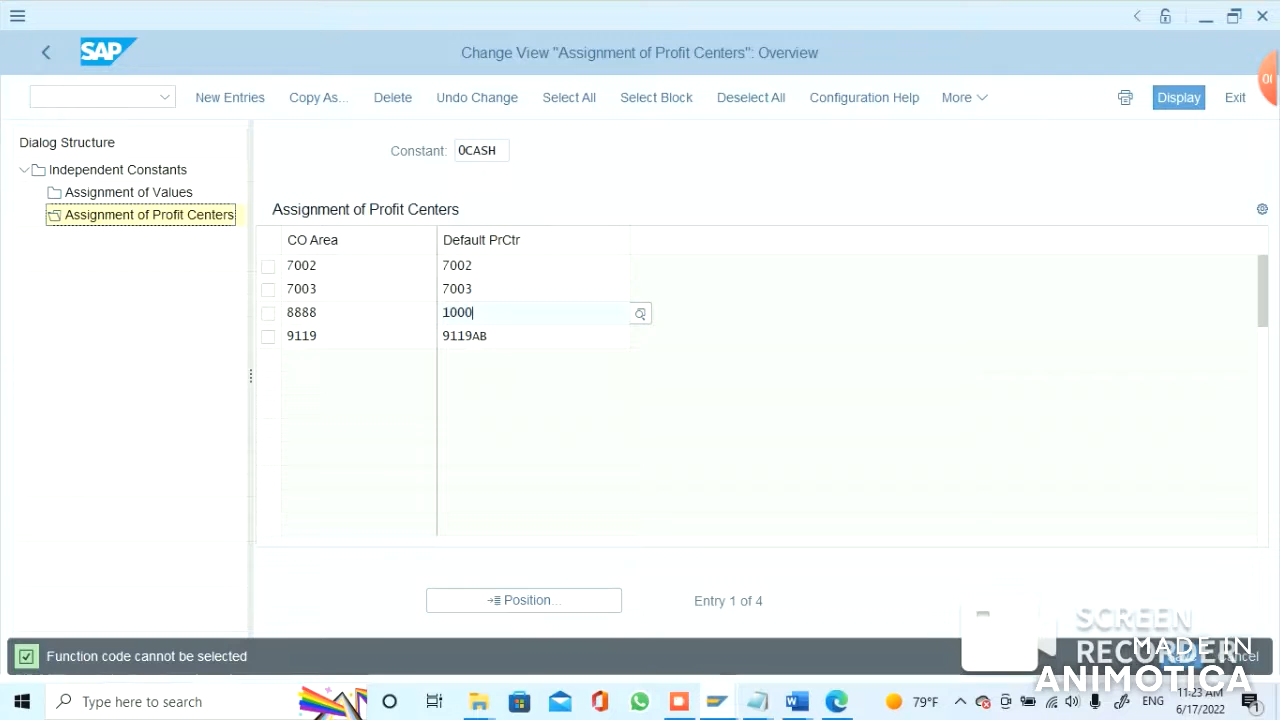 SAP
Change View "Assignment of Profit Centers": Overview
New Entries Copy As... Delete Undo Change Select All Select Block Deselect All Configuration Help More Display Exit
Dialog Structure
Constant: OCASH
Independent Constants
Assignment of Values
Assignment of Profit Centers
Assignment of Profit Centers
CO Area Default PrCtr
7002 7002
7003 7003
8888 1000
9119 9119AB
Position... Entry 1 of 4
Function code cannot be selected
Cancel
SCREEN
RECORDER
MADE IN
ANIMOTICA
Type here to search
79°F
ENG
11:23 AM
6/17/2022
1